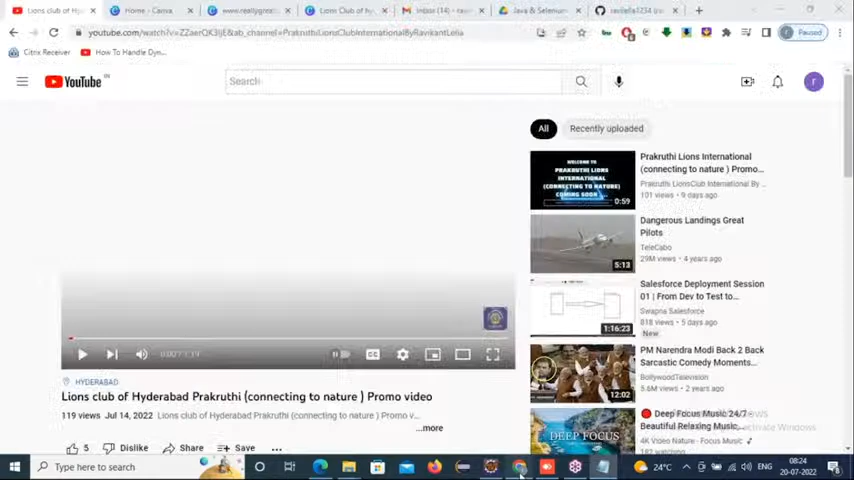 Lions club of Hy
Home - Canva
www.reallygreat
Lions Club of hy
Java & Selenium
youtube.com/watch?v=ZZaerQK3ljE&ab_channel=PrakruthiLionsClubInternationalByRavikantLella
Paused
Citrix Receiver
How To Handle Dyn...
YouTube IN
Search
r
All
Recently uploaded
WELCOME TO
PRAKRUTHI LIONS
INTERNATIONAL
(CONNECTING TO NATURE)
COMING SOON
0:59
Prakruthi Lions International
(connecting to nature ) Promo...
Prakruthi LionsClub International By ...
101 views • 9 days ago
5:13
Dangerous Landings Great
Pilots
TeleCabo
29M views • 4 years ago
1:16:23
Salesforce Deployment Session
01 | From Dev to Test to...
Swapna Salesforce
818 views • 5 days ago
New
12:02
PM Narendra Modi Back 2 Back
Sarcastic Comedy Moments...
BollywoodTelevision
5.6M views • 2 years ago
DEEP FOCUS
Deep Focus Music 24/7
Beautiful Relaxing Music...
4K Video Nature - Focus Music
0:00 / 1:19
HYDERABAD
Lions club of Hyderabad Prakruthi (connecting to nature ) Promo video
119 views Jul 14, 2022 Lions club of Hyderabad Prakruthi (connecting to nature ) Promo v...
...more
5
Dislike
Share
Save
...
Type here to search
24°C
ENG
08:24
20-07-2022